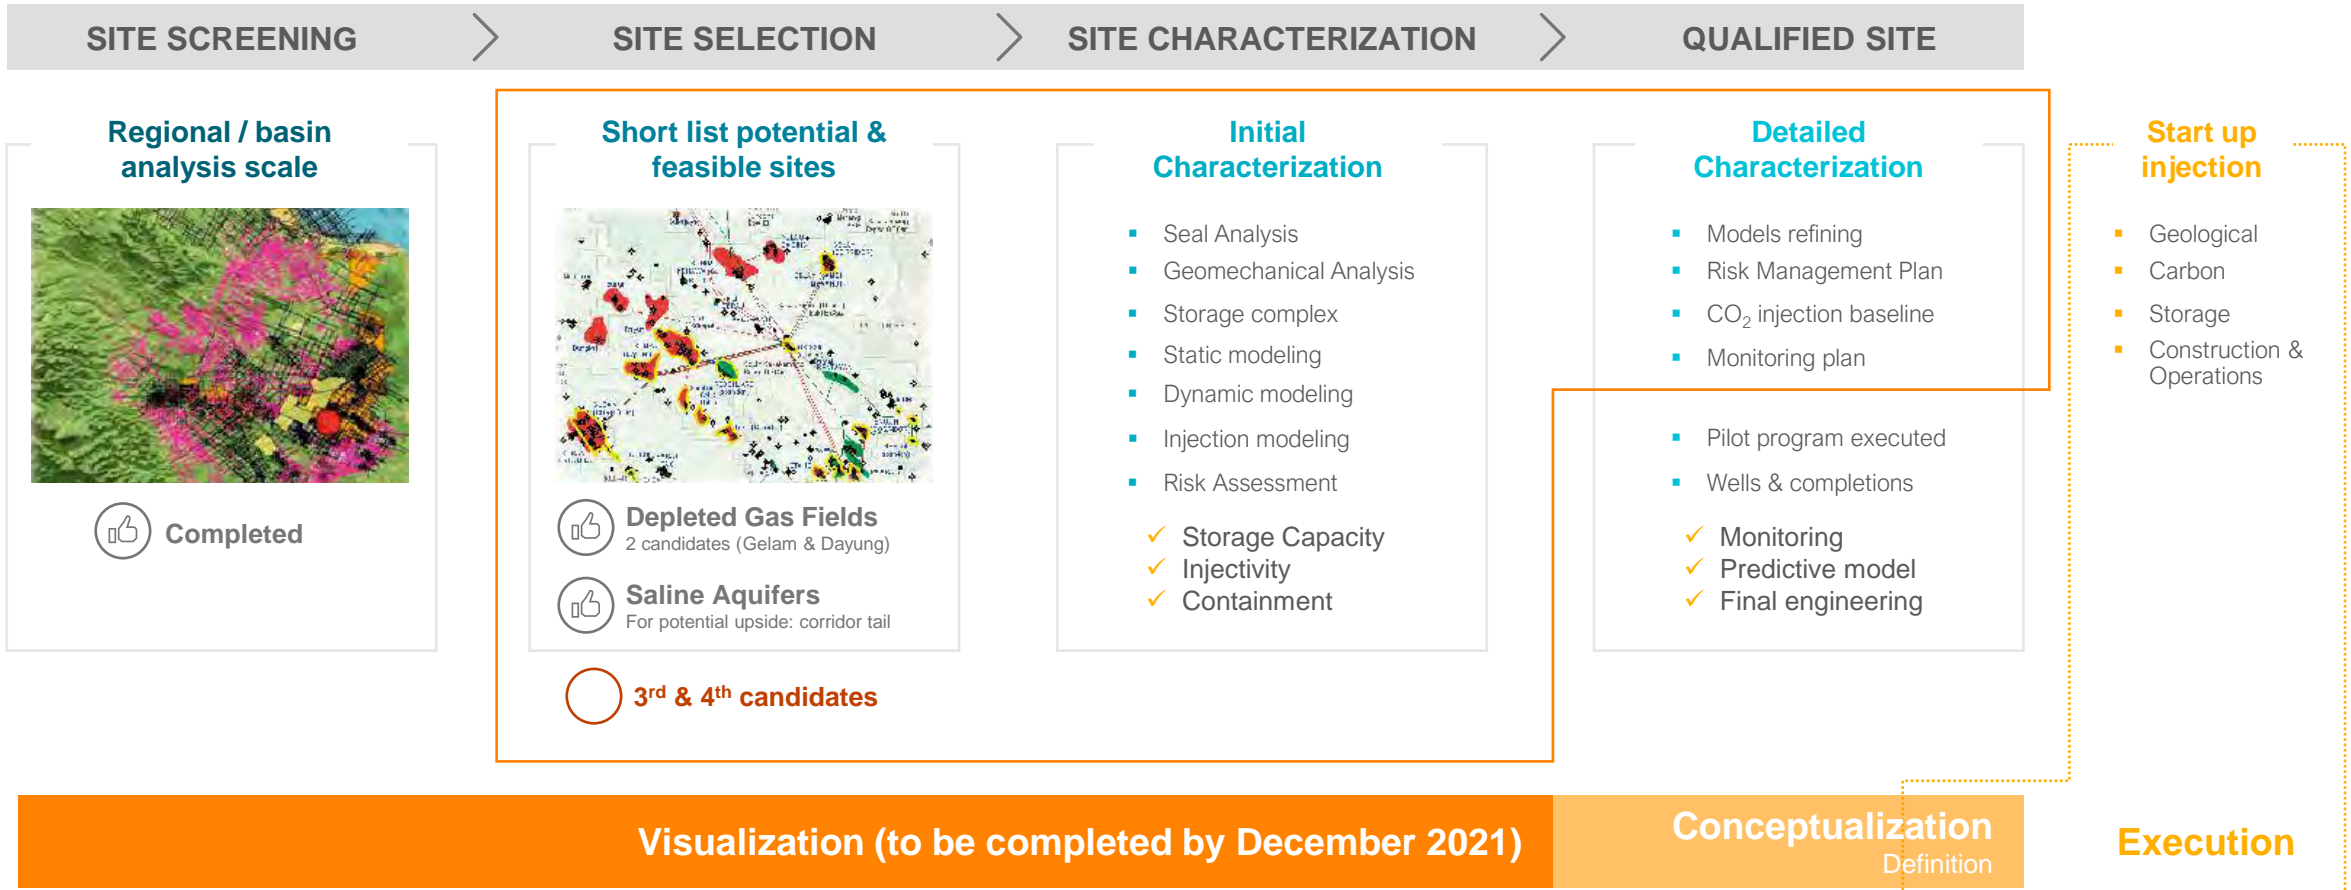 SITE SCREENING
SITE SELECTION
SITE CHARACTERIZATION
QUALIFIED SITE
Regional / basin
analysis scale
Completed
Short list potential &
feasible sites
Depleted Gas Fields
2 candidates (Gelam & Dayung)
Saline Aquifers
For potential upside: corridor tail
3rd & 4th candidates
Initial
Characterization
Seal Analysis
Geomechanical Analysis
Storage complex
Static modeling
Dynamic modeling
Injection modeling
Risk Assessment
Storage Capacity
Injectivity
Containment
Detailed
Characterization
Models refining
Risk Management Plan
CO2 injection baseline
Monitoring plan
Pilot program executed
Wells & completions
Monitoring
Predictive model
Final engineering
Start up
injection
Geological
Carbon
Storage
Construction &
Operations
Visualization (to be completed by December 2021)
Conceptualization
Definition
Execution